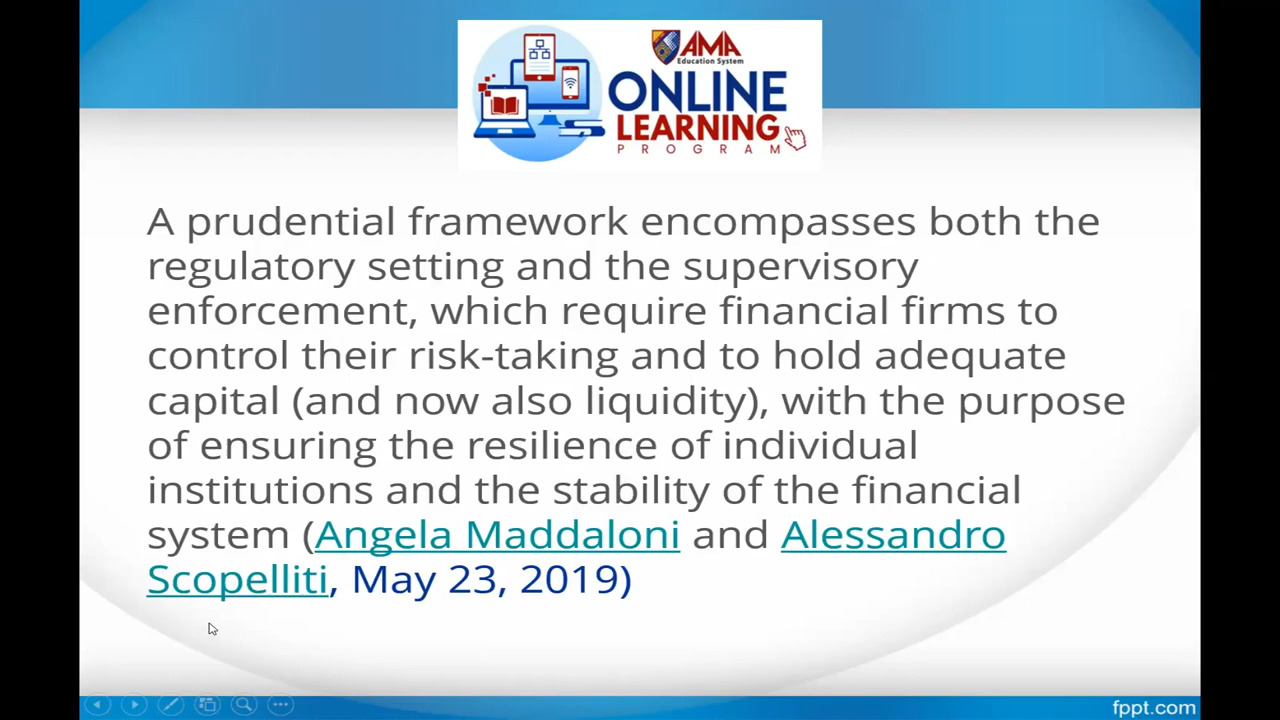 AMA
Education System
ONLINE
LEARNING
PROGRAM
A prudential framework encompasses both the
regulatory setting and the supervisory
enforcement, which require financial firms to
control their risk-taking and to hold adequate
capital (and now also liquidity), with the purpose
of ensuring the resilience of individual
institutions and the stability of the financial
system (Angela Maddaloni and Alessandro
Scopelliti, May 23, 2019)
fppt.com